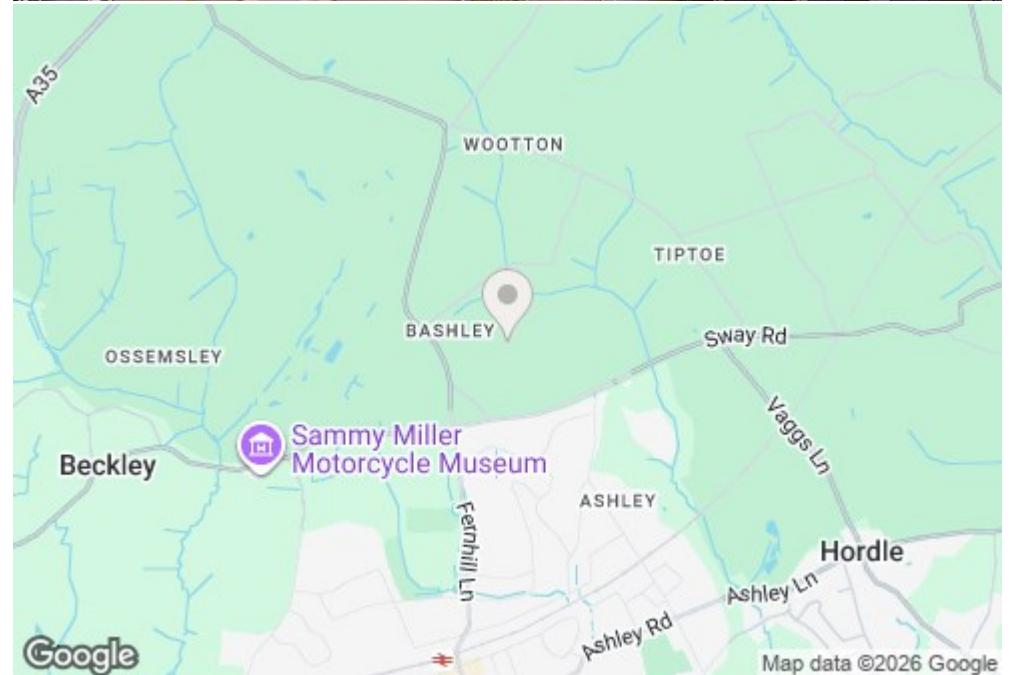 A35
WOOTTON
TIPTOE
BASHLEY
Sway Rd
OSSEMSLEY
Vaggs Ln
Sammy Miller
Motorcycle Museum
Beckley
ASHLEY
Fernhill Ln
Hordle
Ashley Ln
Ashley Rd
Google
Map data ©2026 Google